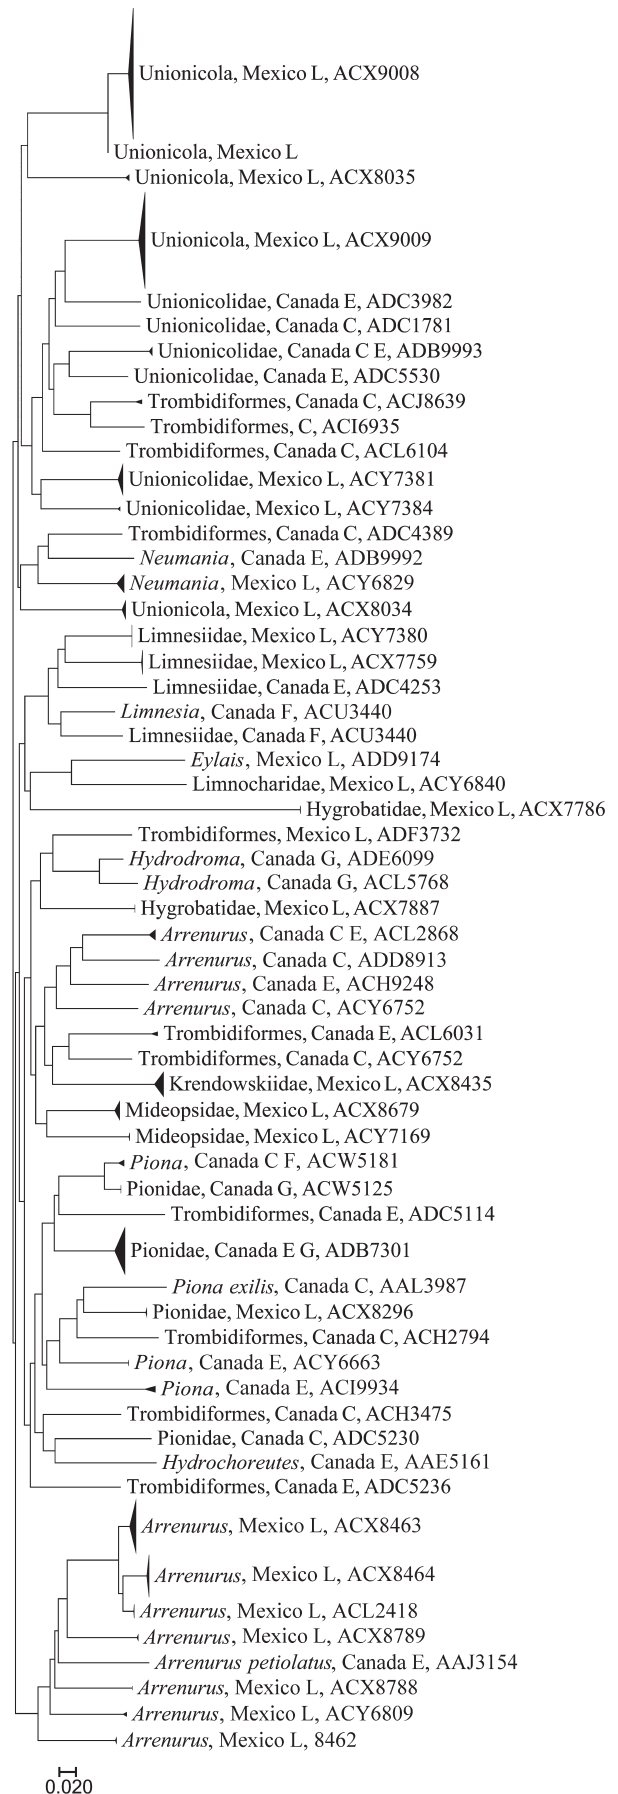 Unionicola, Mexico L, ACX9008
Unionicola, Mexico L
Unionicola, Mexico L, ACX8035
Unionicola, Mexico L, ACX9009
Unionicolidae, Canada E, ADC3982
Unionicolidae, Canada C, ADC1781
Unionicolidae, Canada C E, ADB9993
Unionicolidae, Canada E, ADC5530
Trombidiformes, Canada C, ACJ8639
Trombidiformes, C, ACI6935
Trombidiformes, Canada C, ACL6104
Unionicolidae, Mexico L, ACY7381
Unionicolidae, Mexico L, ACY7384
Trombidiformes, Canada C, ADC4389
Neumania, Canada E, ADB9992
Neumania, Mexico L, ACY6829
Unionicola, Mexico L, ACX8034
Limnesiidae, Mexico L, ACY7380
Limnesiidae, Mexico L, ACX7759
Limnesiidae, Canada E, ADC4253
Limnesia, Canada F, ACU3440
Limnesiidae, Canada F, ACU3440
Eylais, Mexico L, ADD9174
Limnocharidae, Mexico L, ACY6840
Hygrobatidae, Mexico L, ACX7786
Trombidiformes, Mexico L, ADF3732
Hydrodroma, Canada G, ADE6099
Hydrodroma, Canada G, ACL5768
Hygrobatidae, Mexico L, ACX7887
Arrenurus, Canada C E, ACL2868
Arrenurus, Canada C, ADD8913
Arrenurus, Canada E, ACH9248
Arrenurus, Canada C, ACY6752
Trombidiformes, Canada E, ACL6031
Trombidiformes, Canada C, ACY6752
Krendowskiidae, Mexico L, ACX8435
Mideopsidae, Mexico L, ACX8679
Mideopsidae, Mexico L, ACY7169
Piona, Canada C F, ACW5181
Pionidae, Canada G, ACW5125
Trombidiformes, Canada E, ADC5114
Pionidae, Canada E G, ADB7301
Piona exilis, Canada C, AAL3987
Pionidae, Mexico L, ACX8296
Trombidiformes, Canada C, ACH2794
Piona, Canada E, ACY6663
Piona, Canada E, ACI9934
Trombidiformes, Canada C, ACH3475
Pionidae, Canada C, ADC5230
Hydrochoreutes, Canada E, AAE5161
Trombidiformes, Canada E, ADC5236
Arrenurus, Mexico L, ACX8463
Arrenurus, Mexico L, ACX8464
Arrenurus, Mexico L, ACL2418
Arrenurus, Mexico L, ACX8789
Arrenurus petiolatus, Canada E, AAJ3154
Arrenurus, Mexico L, ACX8788
Arrenurus, Mexico L, ACY6809
Arrenurus, Mexico L, 8462
0.020